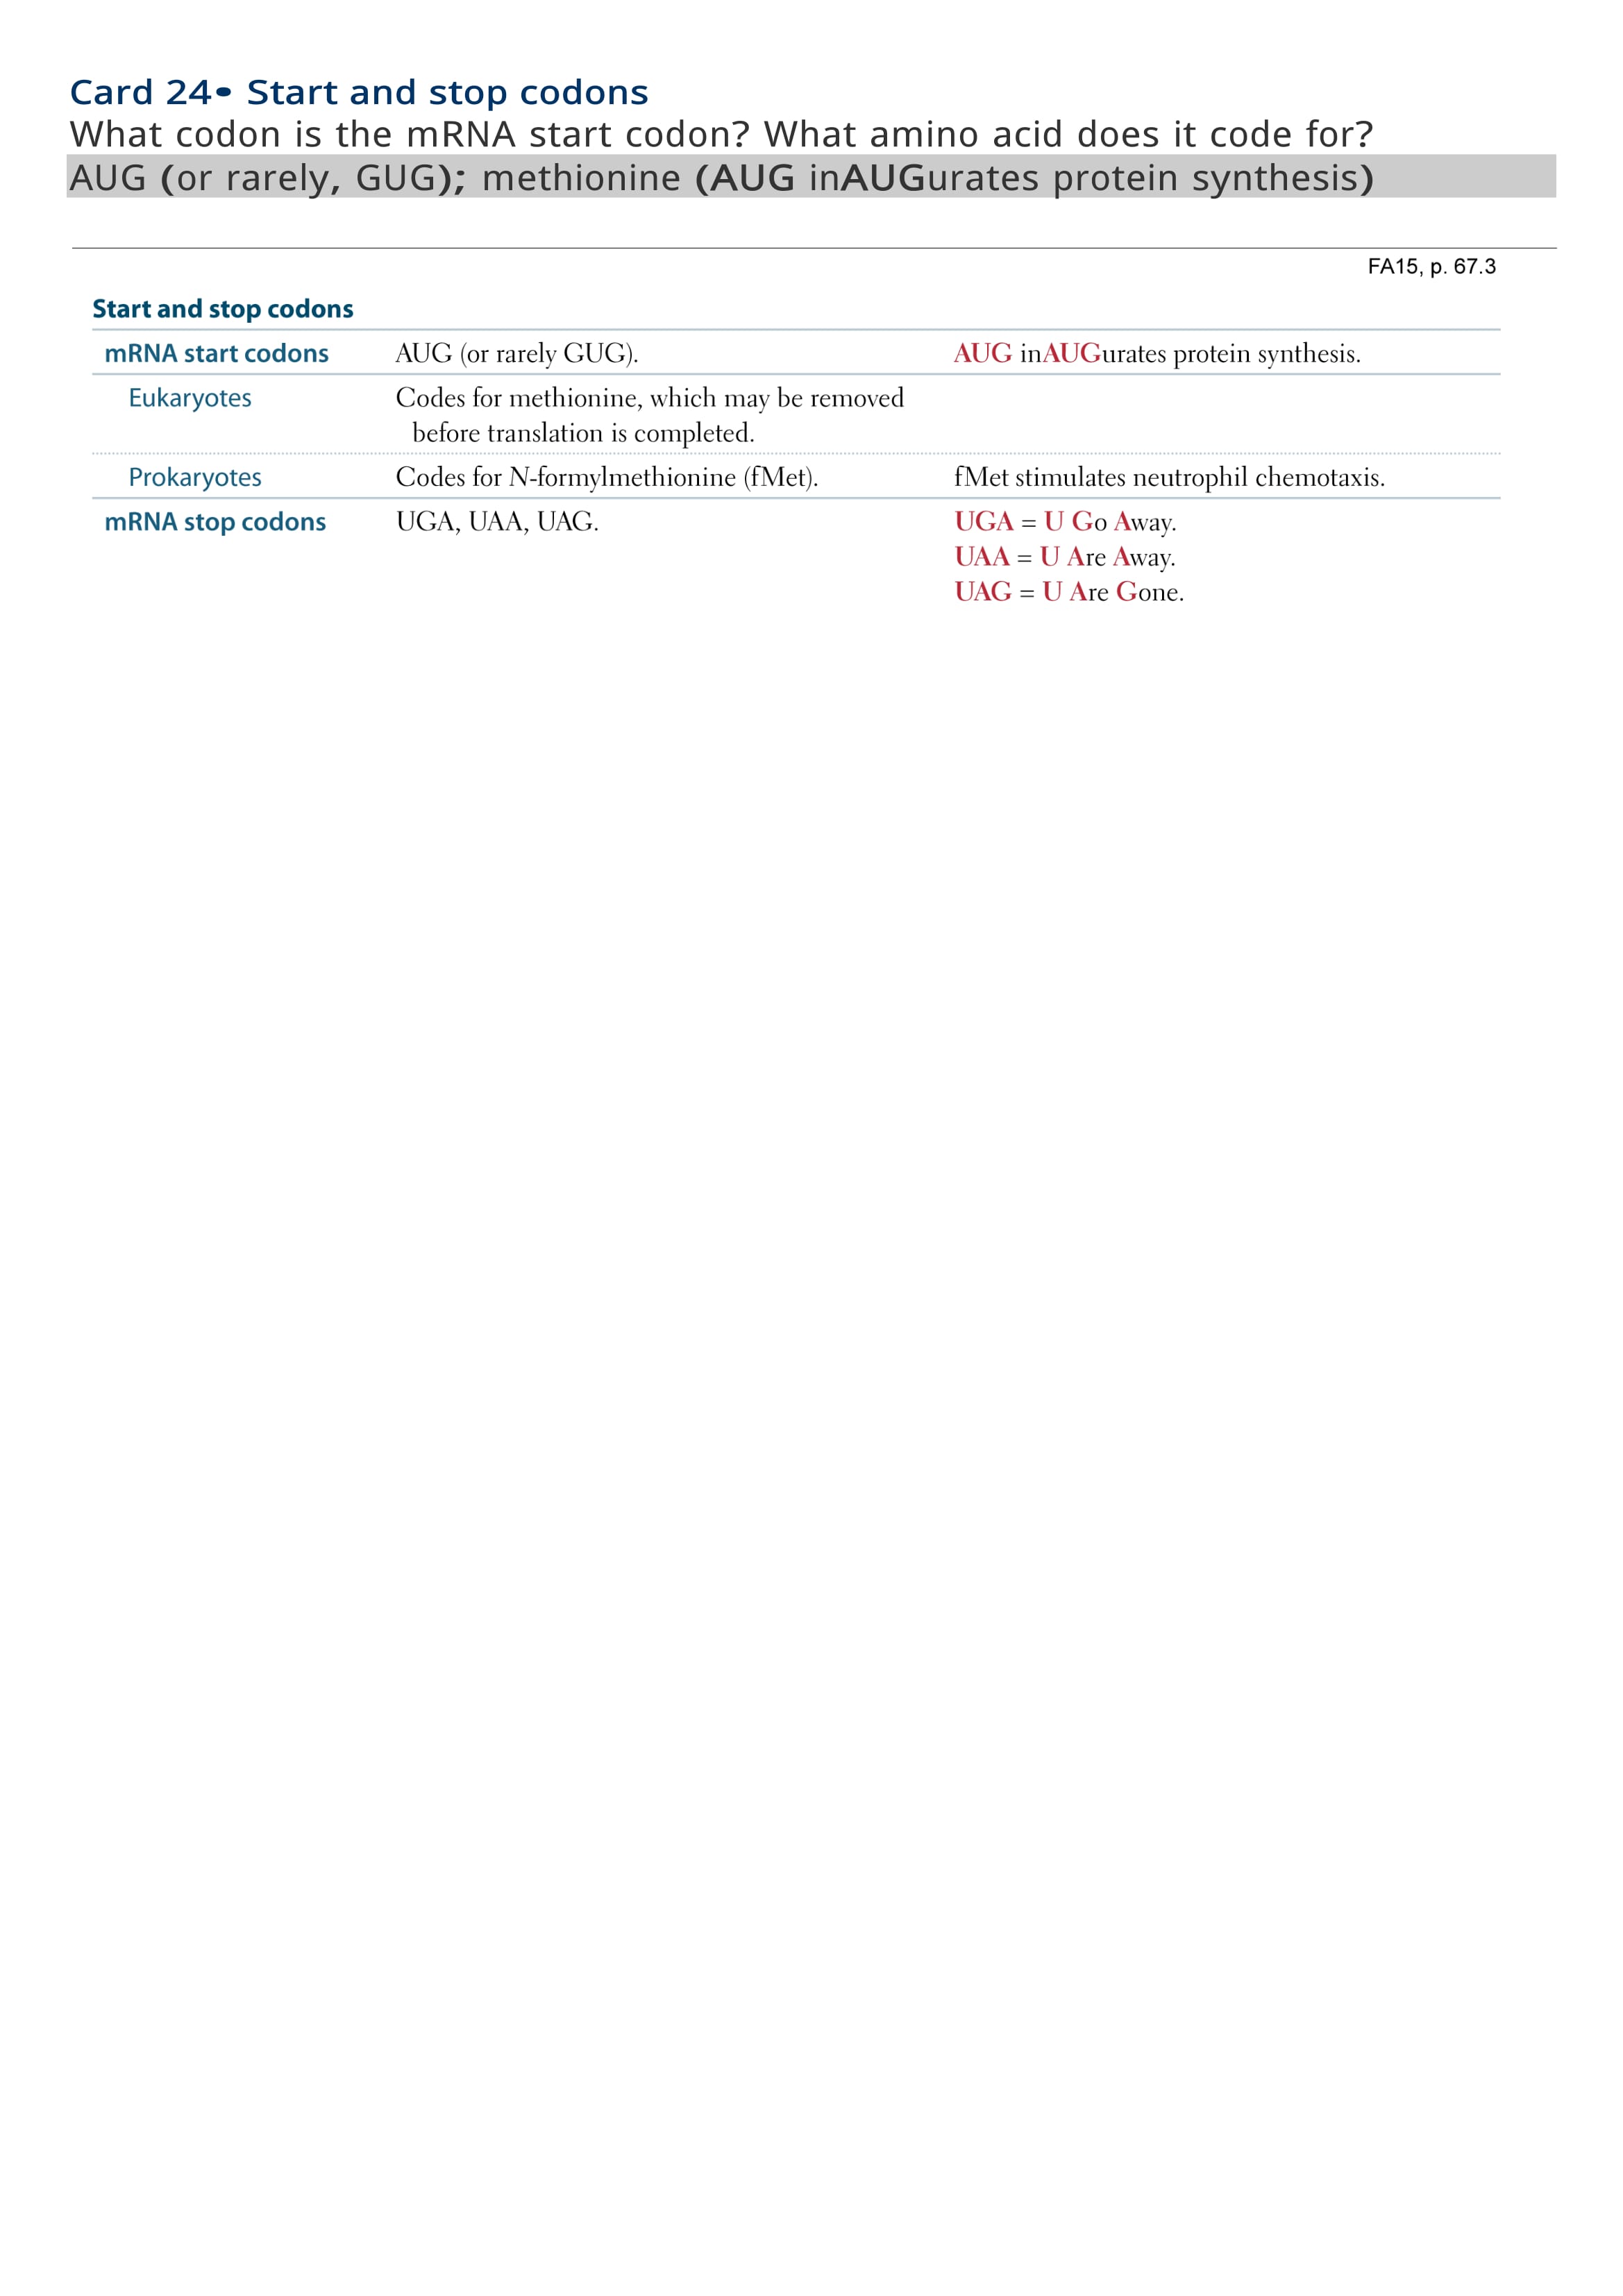 Card 24• Start and stop codons
What codon is the mRNA start codon? What amino acid does it code for?
AUG (or rarely, GUG); methionine (AUG inAUGurates protein synthesis)
FA15, p. 67.3
Start and stop codons
mRNA start codons AUG (or rarely GUG). AUG inAUGurates protein synthesis.
Eukaryotes Codes for methionine, which may be removed
before translation is completed.
Prokaryotes Codes for N-formylmethionine (fMet). fMet stimulates neutrophil chemotaxis.
mRNA stop codons UGA, UAA, UAG. UGA = U Go Away.
UAA = U Are Away.
UAG = U Are Gone.